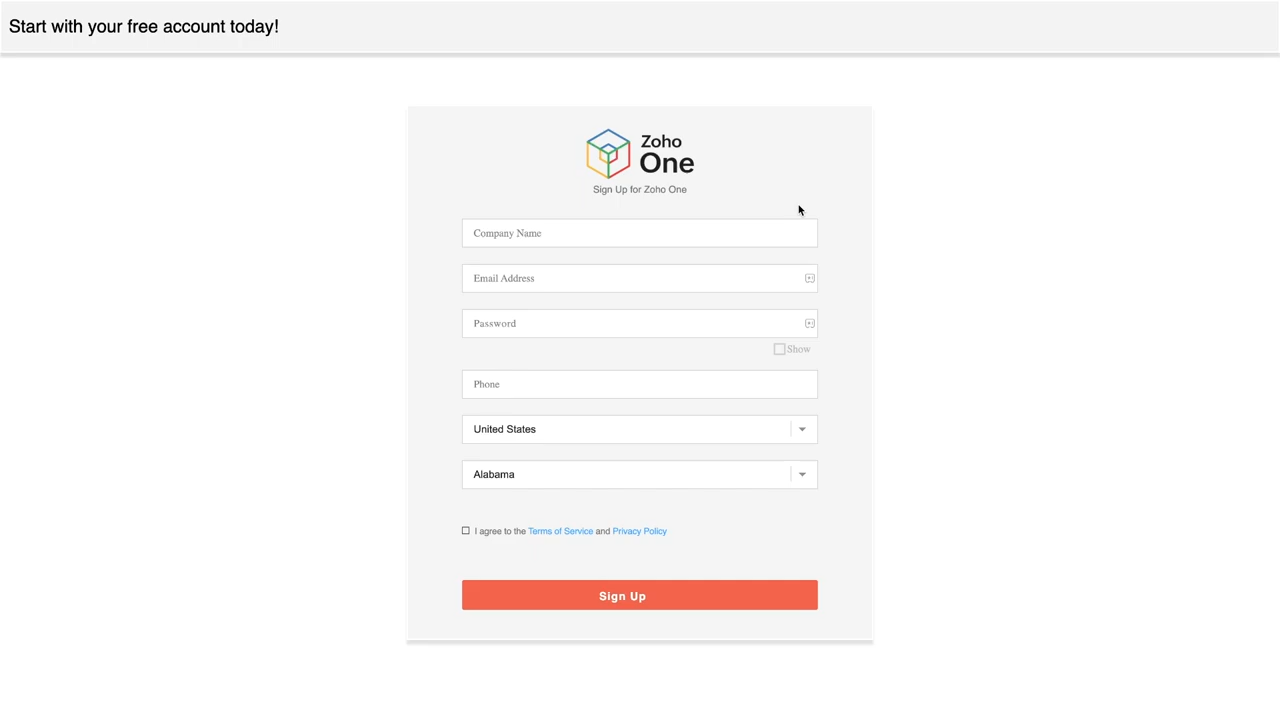 Start with your free account today!
Zoho
One
Sign Up for Zoho One
Company Name
Email Address
Password
Show
Phone
United States
Alabama
I agree to the Terms of Service and Privacy Policy
Sign Up